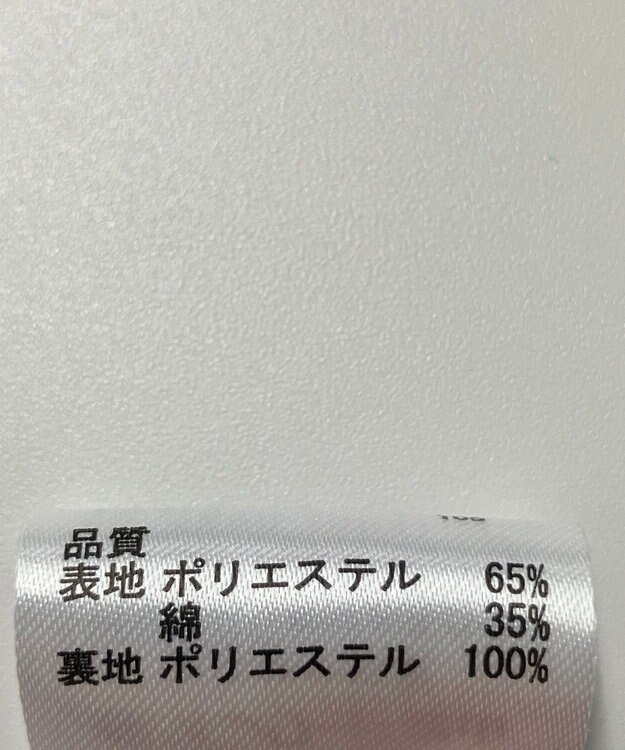 品質
表地 ポリエステル 65%
綿 35%
裏地 ポリエステル 100%